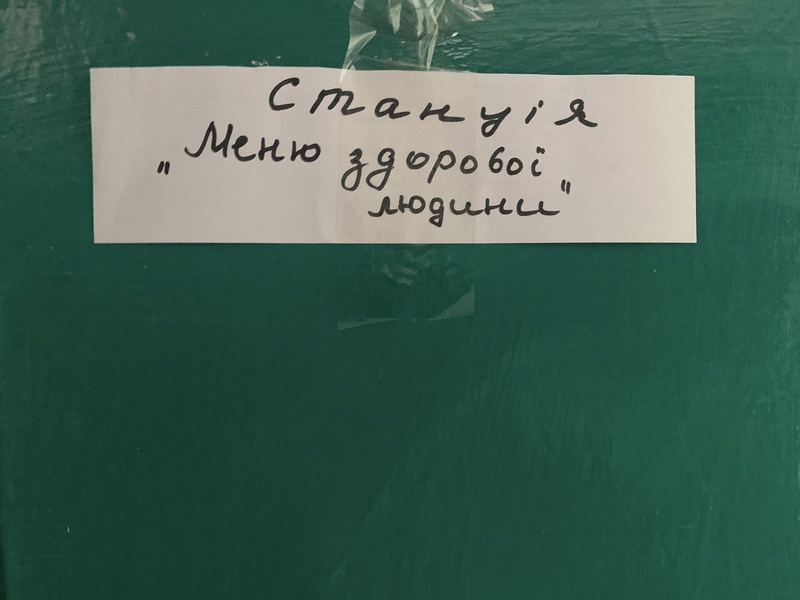 Станція
„Меню здорової
людини"